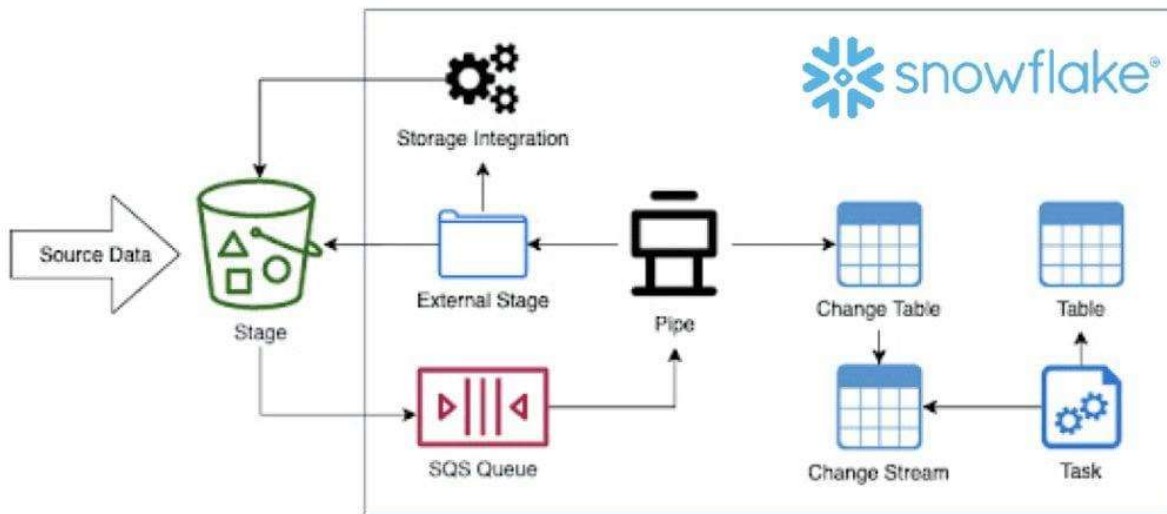 snowflake®
Storage Integration
Source Data
External Stage
Change Table
Table
Stage
Pipe
SQS Queue
Change Stream
Task